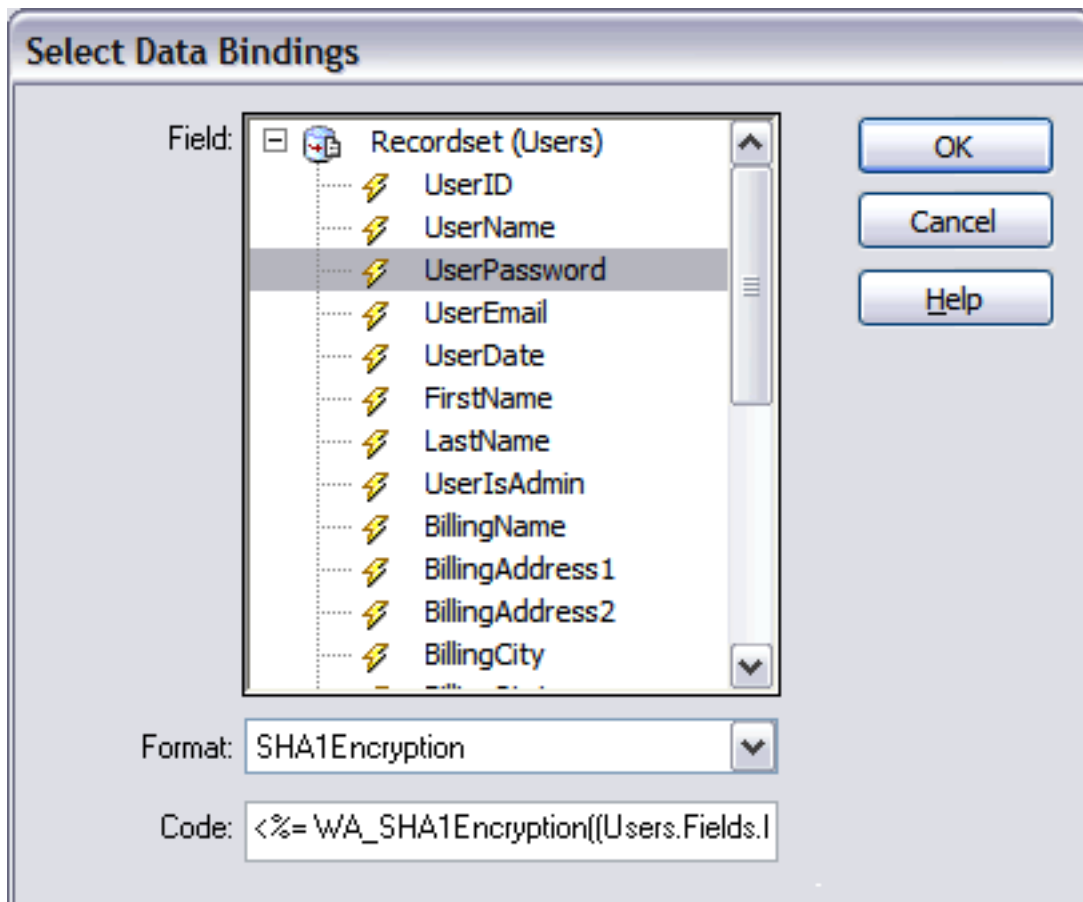 Select Data Bindings
Field:
Recordset (Users)
UserID
UserName
UserPassword
UserEmail
UserDate
FirstName
LastName
UserIsAdmin
BillingName
BillingAddress1
BillingAddress2
BillingCity
OK
Cancel
Help
Format: SHA1Encryption
Code: <%= WA_SHA1Encryption((Users.Fields.I